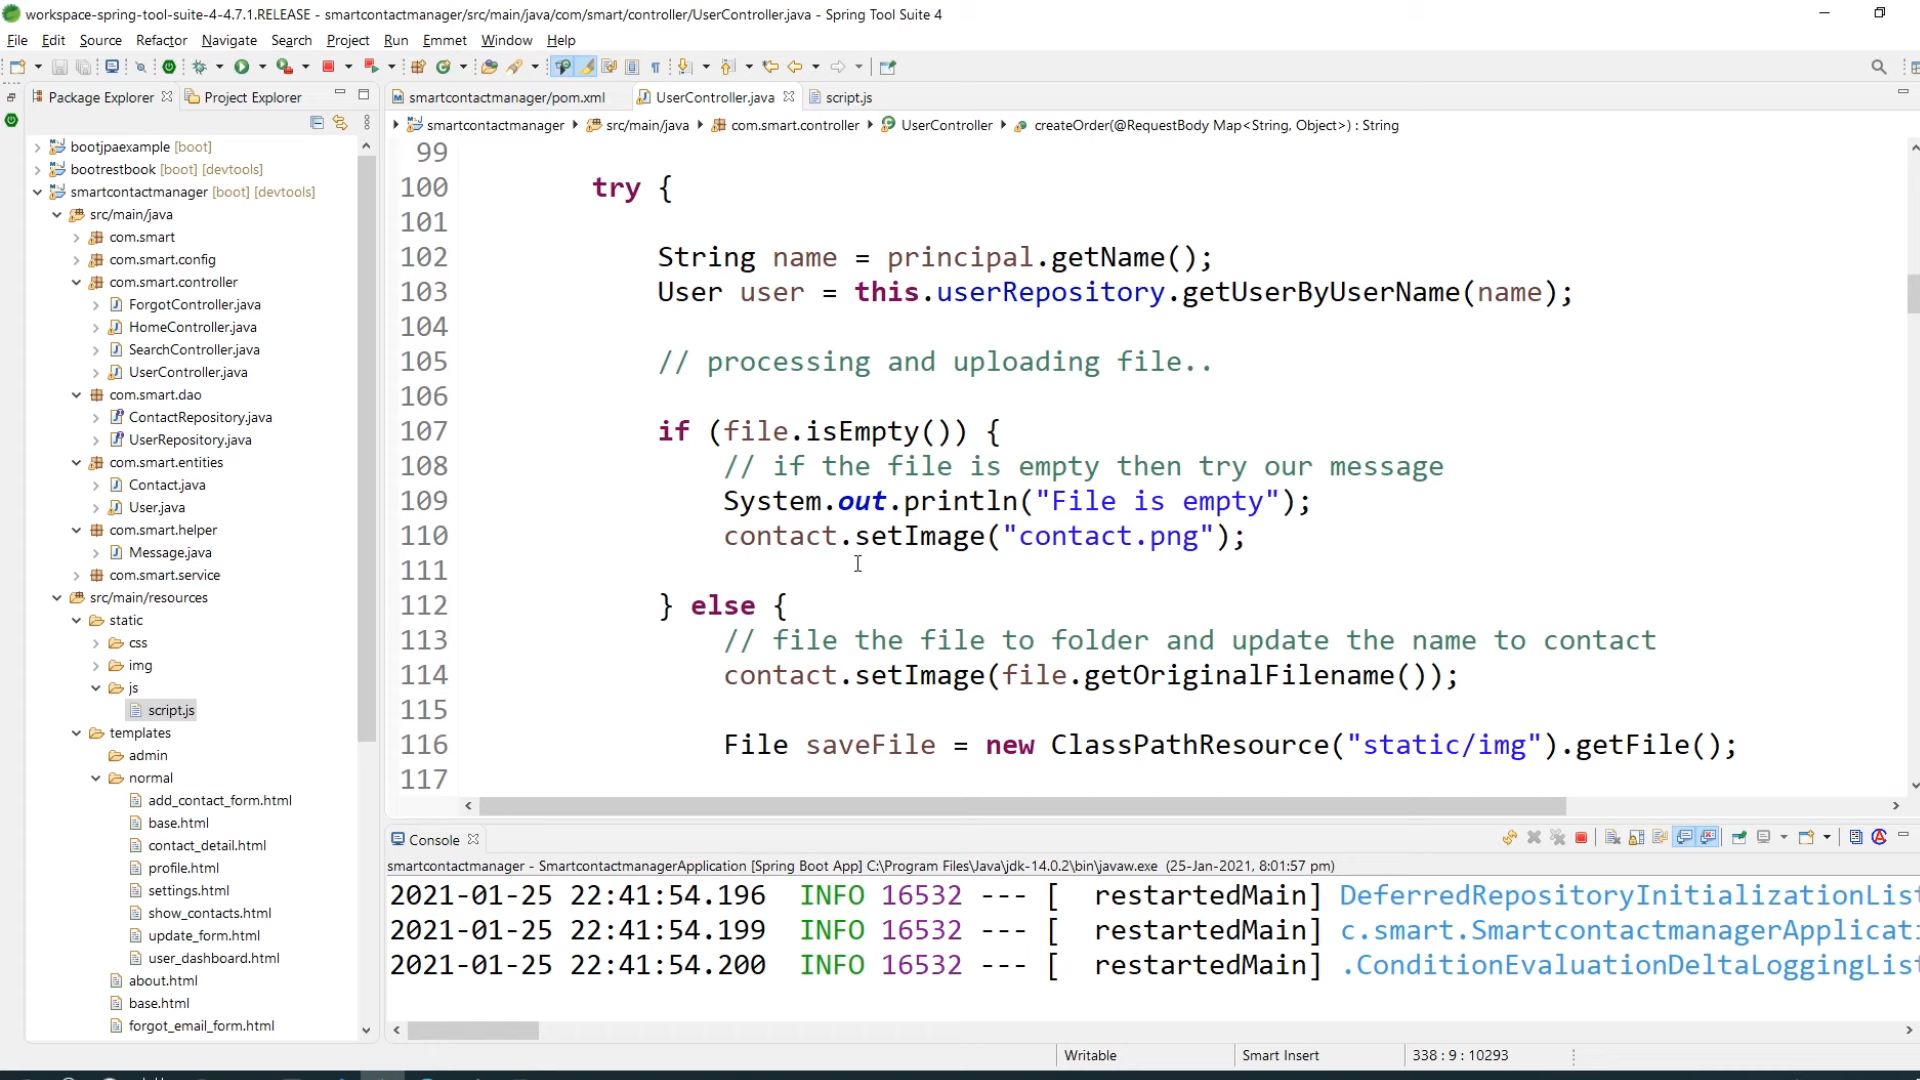 workspace-spring-tool-suite-4-4.7.1.RELEASE - smartcontactmanager/src/main/java/com/smart/controller/UserController.java - Spring Tool Suite 4
File Edit Source Refactor Navigate Search Project Run Emmet Window Help
Package Explorer
Project Explorer
bootjpaexample [boot]
bootrestbook [boot] [devtools]
smartcontactmanager [boot] [devtools]
src/main/java
com.smart
com.smart.config
com.smart.controller
ForgotController.java
HomeController.java
SearchController.java
UserController.java
com.smart.dao
ContactRepository.java
UserRepository.java
com.smart.entities
Contact.java
User.java
com.smart.helper
Message.java
com.smart.service
src/main/resources
static
css
img
js
script.js
templates
admin
normal
add_contact_form.html
base.html
contact_detail.html
profile.html
settings.html
show_contacts.html
update_form.html
user_dashboard.html
about.html
base.html
forgot_email_form.html
smartcontactmanager/pom.xml
UserController.java
script.js
smartcontactmanager src/main/java com.smart.controller UserController createOrder(@RequestBody Map<String, Object>) : String
99
100 try {
101
102 String name = principal.getName();
103 User user = this.userRepository.getUserByUserName(name);
104
105 // processing and uploading file..
106
107 if (file.isEmpty()) {
108 // if the file is empty then try our message
109 System.out.println("File is empty");
110 contact.setImage("contact.png");
111
112 } else {
113 // file the file to folder and update the name to contact
114 contact.setImage(file.getOriginalFilename());
115
116 File saveFile = new ClassPathResource("static/img").getFile();
117
Console
smartcontactmanager - SmartcontactmanagerApplication [Spring Boot App] C:\Program Files\Java\jdk-14.0.2\bin\javaw.exe (25-Jan-2021, 8:01:57 pm)
2021-01-25 22:41:54.196 INFO 16532 --- [ restartedMain] DeferredRepositoryInitializationList
2021-01-25 22:41:54.199 INFO 16532 --- [ restartedMain] c.smart.SmartcontactmanagerApplicati
2021-01-25 22:41:54.200 INFO 16532 --- [ restartedMain] .ConditionEvaluationDeltaLoggingList
Writable
Smart Insert
338 : 9 : 10293